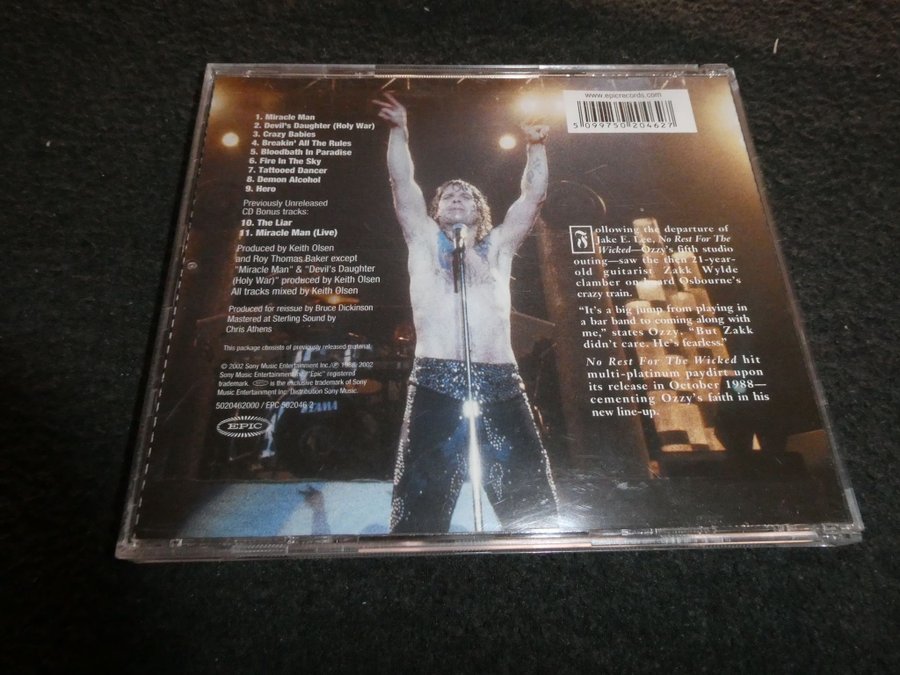 1. Miracle Man
2. Devil's Daughter (Holy War)
3. Crazy Babies
4. Breakin' All The Rules
5. Bloodbath In Paradise
6. Fire In The Sky
7. Tattooed Dancer
8. Demon Alcohol
9. Hero
Previously Unreleased
CD Bonus tracks:
10. The Liar
11. Miracle Man (Live)
Produced by Keith Olsen
and Roy Thomas Baker except
"Miracle Man" & "Devil's Daughter
(Holy War)" produced by Keith Olsen
All tracks mixed by Keith Olsen
Produced for reissue by Bruce Dickinson
Mastered at Sterling Sound by
Chris Athens
This package consists of previously released material.
© 2002 Sony Music Entertainment Inc./℗ 1988, 2002
Sony Music Entertainment Inc./"Epic" registered
trademark. is the exclusive trademark of Sony
Music Entertainment Inc. Distribution Sony Music.
5020462000 / EPC 502046 2
EPIC
www.epicrecords.com
5 099750 204627
Following the departure of
Jake E. Lee, No Rest For The
Wicked—Ozzy's fifth studio
outing—saw the then 21-year-
old guitarist Zakk Wylde
clamber on board Osbourne's
crazy train.
"It's a big jump from playing in
a bar band to coming along with
me," states Ozzy, "But Zakk
didn't care. He's fearless."
No Rest For The Wicked hit
multi-platinum paydirt upon
its release in October 1988—
cementing Ozzy's faith in his
new line-up.